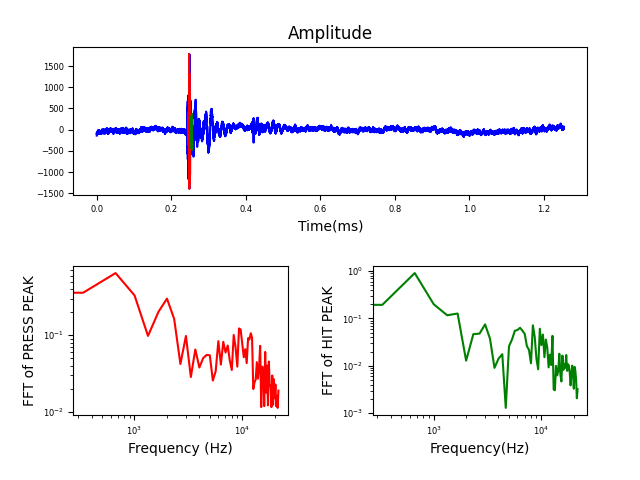 Amplitude
1500
1000
500
0
−500
−1000
−1500
0.0 0.2 0.4 0.6 0.8 1.0 1.2
Time(ms)
FFT of PRESS PEAK
10⁻¹
10⁻²
10³ 10⁴
Frequency (Hz)
FFT of HIT PEAK
10⁰
10⁻¹
10⁻²
10⁻³
10³ 10⁴
Frequency(Hz)